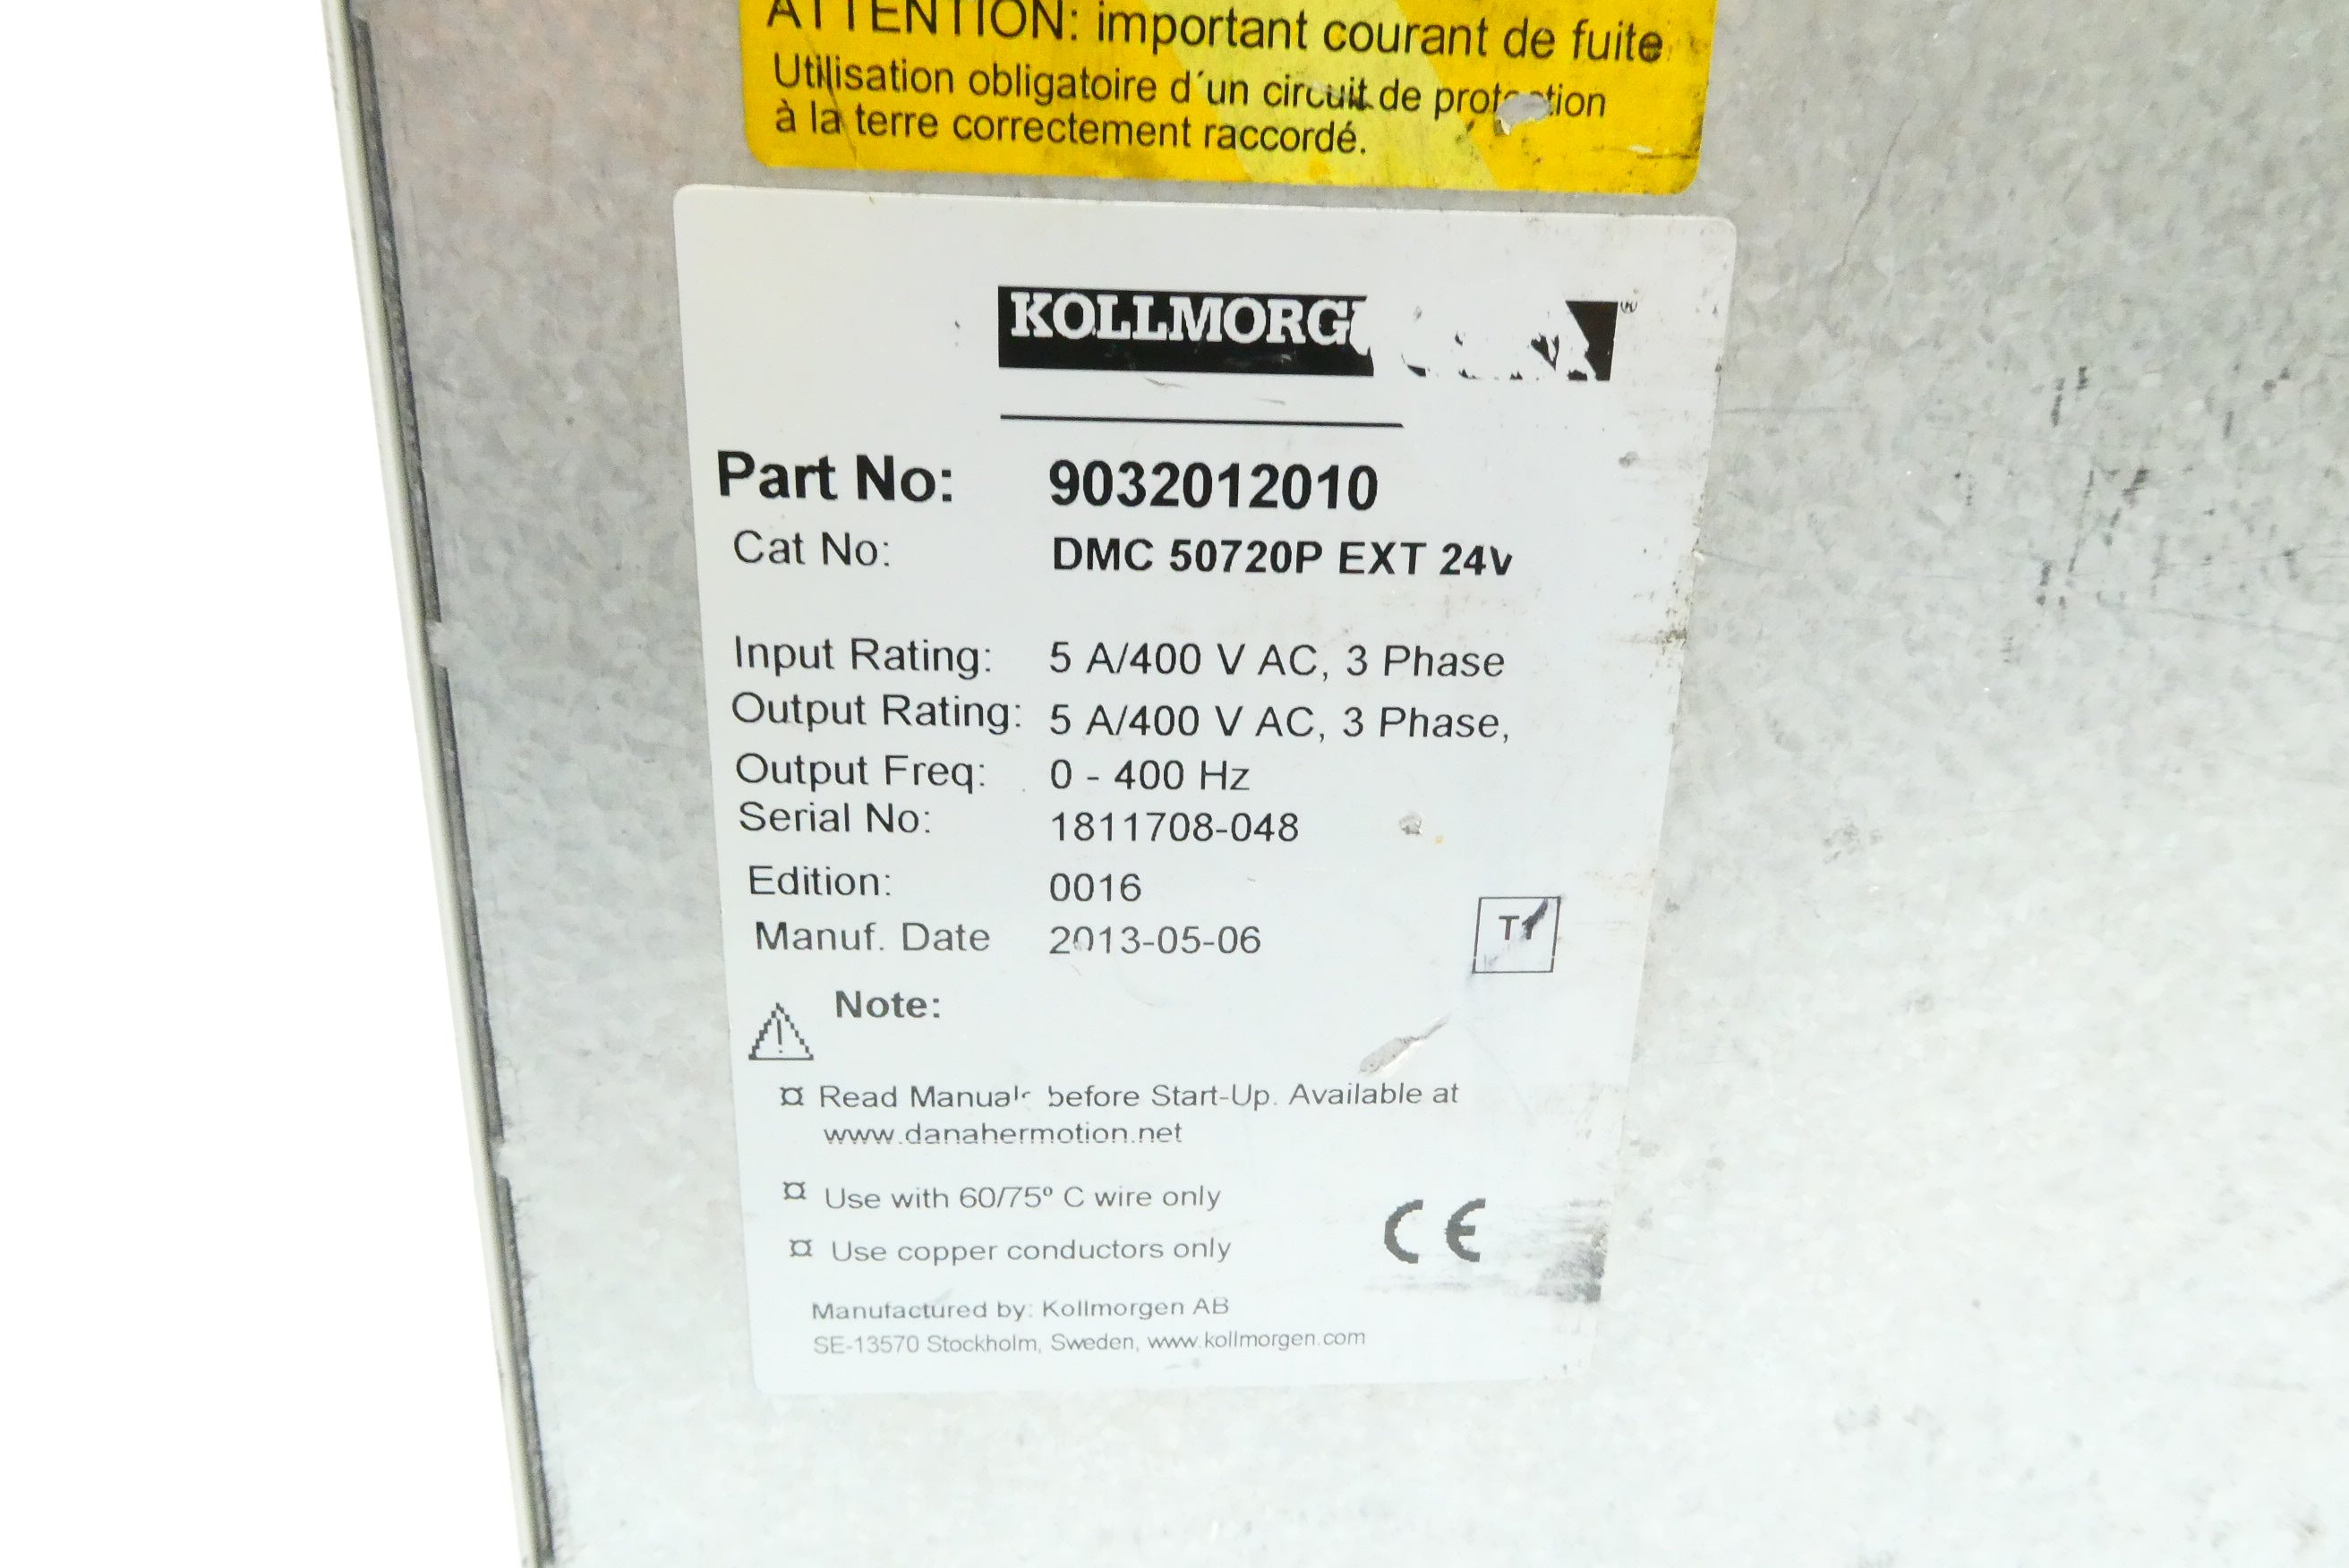 ATTENTION: important courant de fuite
Utilisation obligatoire d´un circuit de protection
à la terre correctement raccordé.
KOLLMORG
®
Part No: 9032012010
Cat No: DMC 50720P EXT 24V
Input Rating: 5 A/400 V AC, 3 Phase
Output Rating: 5 A/400 V AC, 3 Phase,
Output Freq: 0 - 400 Hz
Serial No: 1811708-048
Edition: 0016
Manuf. Date 2013-05-06
Note:
¤ Read Manuals before Start-Up. Available at
www.danahermotion.net
¤ Use with 60/75º C wire only
¤ Use copper conductors only
CE
Manufactured by: Kollmorgen AB
SE-13570 Stockholm, Sweden, www.kollmorgen.com